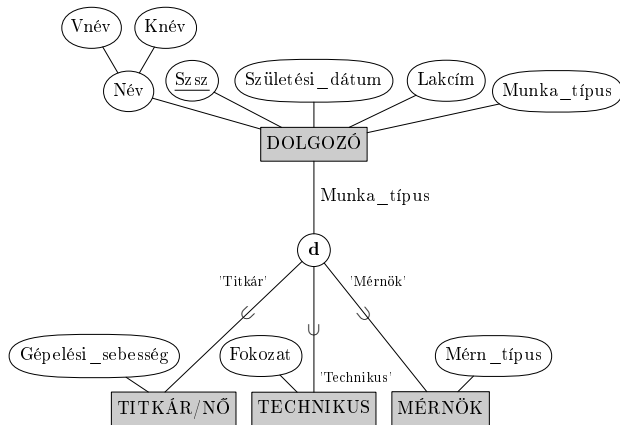 Vnév
Knév
Név
Szsz
Születési_dátum
Lakcím
Munka_típus
DOLGOZÓ
Munka_típus
d
'Titkár'
'Mérnök'
Gépelési_sebesség
Fokozat
Mérn_típus
'Technikus'
TITKÁR/NŐ
TECHNIKUS
MÉRNÖK